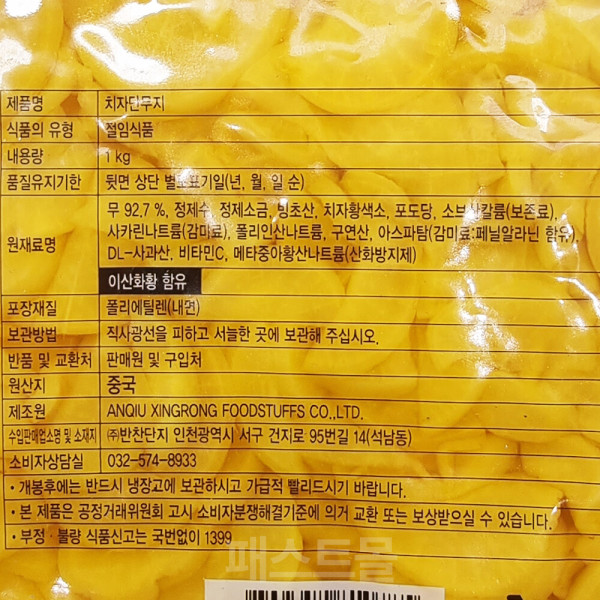 제품명 치자단무지
식품의 유형 절임식품
내용량 1 kg
품질유지기한 뒷면 상단 별도표기일(년, 월, 일 순)
원재료명
무 92.7 %, 정제수, 정제소금, 빙초산, 치자황색소, 포도당, 소브산칼륨(보존료),
사카린나트륨(감미료), 폴리인산나트륨, 구연산, 아스파탐(감미료:페닐알라닌 함유),
DL-사과산, 비타민C, 메타중아황산나트륨(산화방지제)
이산화황 함유
포장재질 폴리에틸렌(내면)
보관방법 직사광선을 피하고 서늘한 곳에 보관해 주십시오.
반품 및 교환처 판매원 및 구입처
원산지 중국
제조원 ANQIU XINGRONG FOODSTUFFS CO.,LTD.
수입판매업소명 및 소재지 ㈜반찬단지 인천광역시 서구 건지로 95번길 14(석남동)
소비자상담실 032-574-8933
• 개봉후에는 반드시 냉장고에 보관하시고 가급적 빨리드시기 바랍니다.
• 본 제품은 공정거래위원회 고시 소비자분쟁해결기준에 의거 교환 또는 보상받으실 수 있습니다.
• 부정 · 불량 식품신고는 국번없이 1399
패스트몰